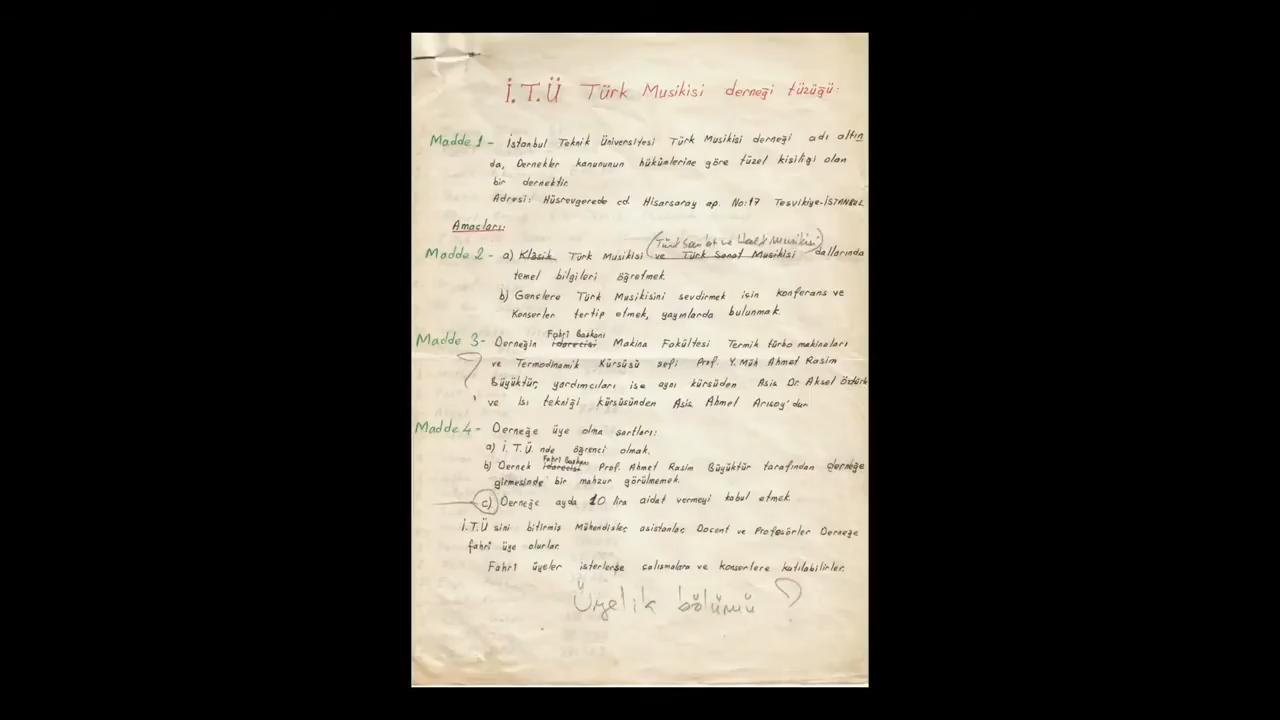 İ.T.Ü Türk Musikisi derneği tüzüğü:
Madde 1 - İstanbul Teknik Üniversitesi Türk Musikisi derneği adı altın
da, Dernekler kanununun hükümlerine göre tüzel kişiliği olan
bir dernektir.
Adresi: Hüsrevgerede cd. Hisarsaray ap. No:17 Teşvikiye-İSTANBUL
Amaçları:
(Türk San'at ve Halk Musikisi)
Madde 2 - a) Klasik Türk Musikisi ve Türk Sanat Musikisi dallarında
temel bilgileri öğretmek
b) Gençlere Türk Musikisini sevdirmek için konferans ve
Konserler tertip etmek, yayınlarda bulunmak.
Fahri Başkanı
Madde 3 - Derneğin idarecisi Makina Fakültesi Termik türbo makinaları
ve Termodinamik Kürsüsü şefi Prof. Y. Müh Ahmet Rasim
Büyüktür, yardımcıları ise aynı kürsüden Asis Dr. Aksel öztürk
ve ısı tekniği kürsüsünden Asis Ahmet Arısoy'dur
Madde 4 - Derneğe üye olma şartları:
a) İ.T.Ü. nde öğrenci olmak.
Fahri Başkanı
b) Dernek idarecisi Prof. Ahmet Rasim Büyüktür tarafından derneğe
girmesinde bir mahzur görülmemek.
c) Derneğe ayda 10 lira aidat vermeyi kabul etmek
İ.T.Ü sini bitirmiş Mühendisler, asistanlar, Docent ve Profesörler Derneğe
fahri üye olurlar.
Fahri üyeler isterlerse çalışmalara ve konserlere katılabilirler.
Üyelik bölümü ?